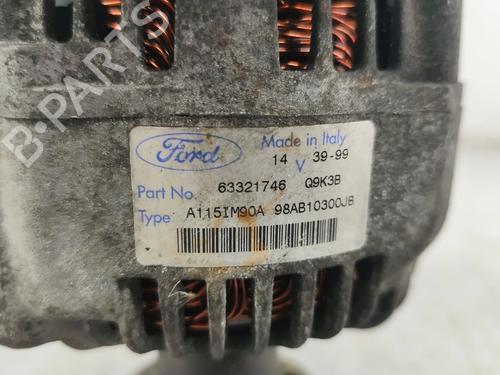 B-PARTS
Ford Made in Italy
14 V 39-99
Part No. 63321746 Q9K3B
Type A115IM90A 98AB10300JB